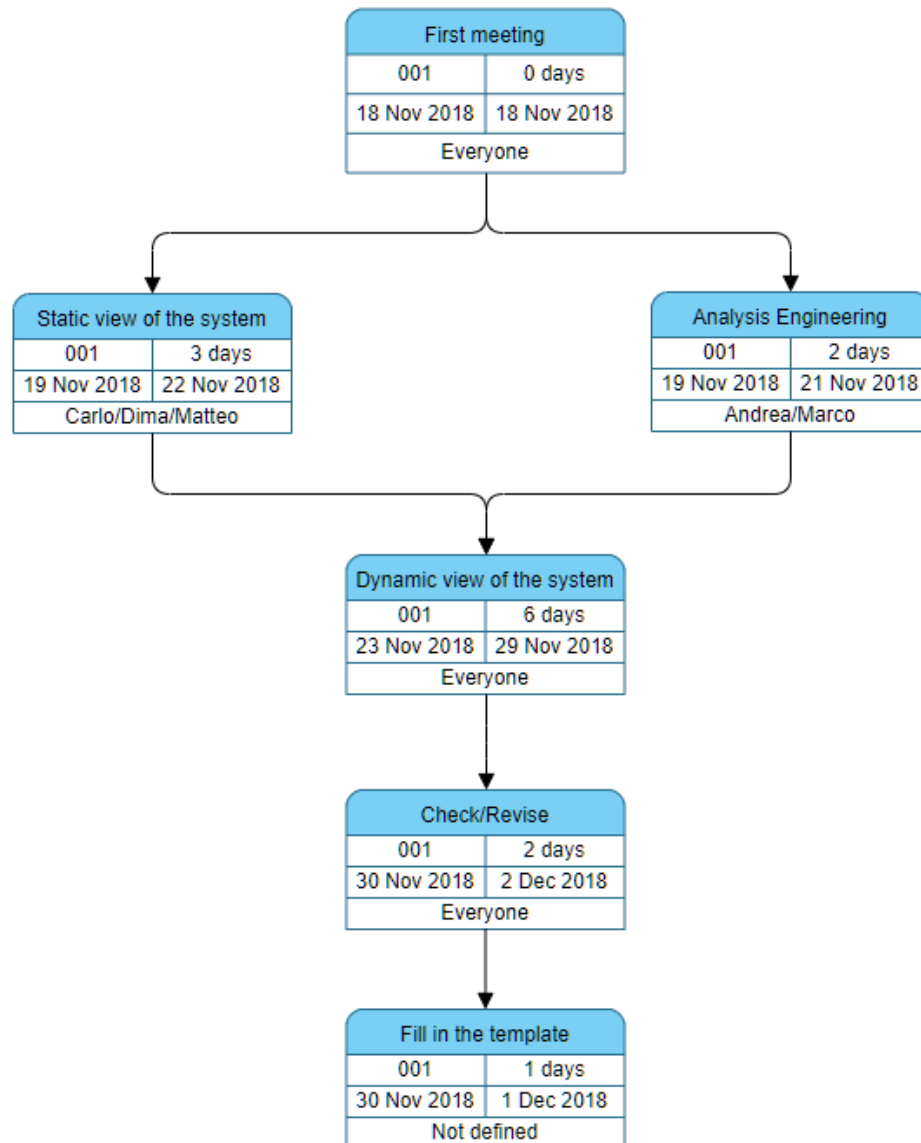 First meeting
001 0 days
18 Nov 2018 18 Nov 2018
Everyone
Static view of the system
001 3 days
19 Nov 2018 22 Nov 2018
Carlo/Dima/Matteo
Analysis Engineering
001 2 days
19 Nov 2018 21 Nov 2018
Andrea/Marco
Dynamic view of the system
001 6 days
23 Nov 2018 29 Nov 2018
Everyone
Check/Revise
001 2 days
30 Nov 2018 2 Dec 2018
Everyone
Fill in the template
001 1 days
30 Nov 2018 1 Dec 2018
Not defined